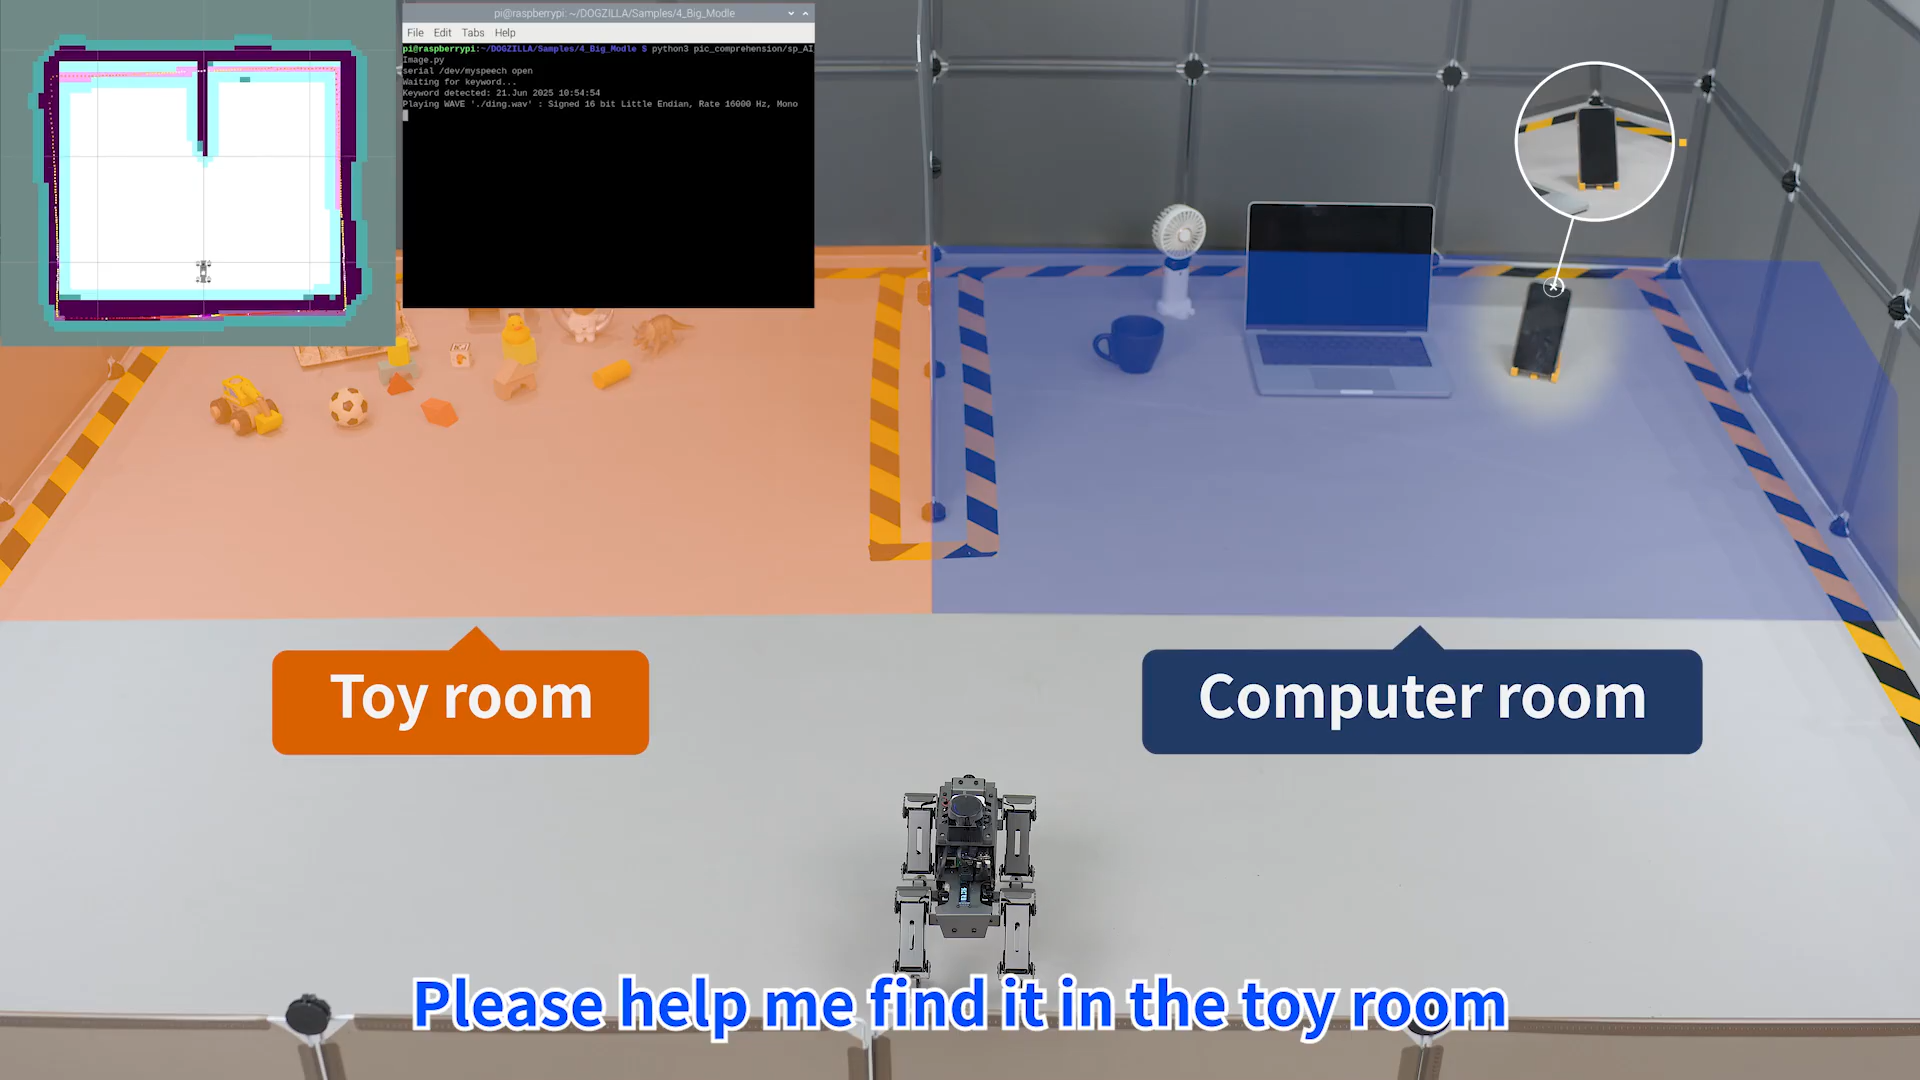 pi@raspberrypi: ~/DOGZILLA/Samples/4_Big_Modle
File Edit Tabs Help
pi@raspberrypi:~/DOGZILLA/Samples/4_Big_Modle $ python3 pic_comprehension/sp_AI
Image.py
serial /dev/myspeech open
Waiting for keyword...
Keyword detected: 21.Jun 2025 10:54:54
Playing WAVE './ding.wav' : Signed 16 bit Little Endian, Rate 16000 Hz, Mono
Toy room
Computer room
Please help me find it in the toy room